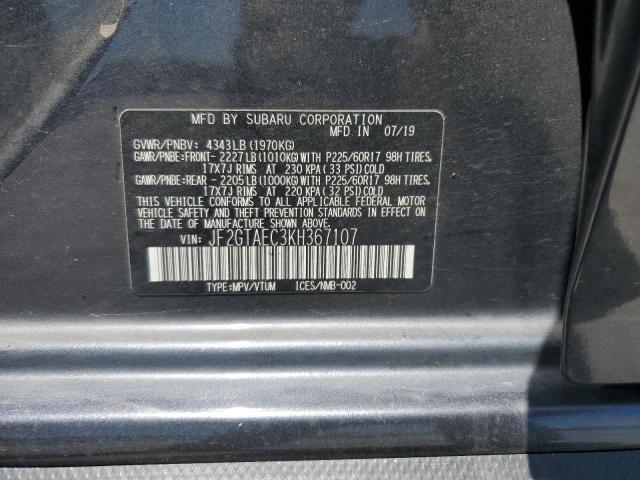 MFD BY SUBARU CORPORATION
MFD IN 07/19
GVWR/PNBV: 4343LB (1970KG)
GAWR/PNBE:FRONT- 2227LB (1010KG) WITH P225/60R17 98H TIRES,
17X7J RIMS AT 230 KPA (33 PSI) COLD
GAWR/PNBE:REAR - 2205LB (1000KG) WITH P225/60R17 98H TIRES,
17X7J RIMS AT 220 KPA (32 PSI) COLD
THIS VEHICLE CONFORMS TO ALL APPLICABLE FEDERAL MOTOR
VEHICLE SAFETY AND THEFT PREVENTION STANDARDS IN EFFECT ON
THE DATE OF MANUFACTURE SHOWN ABOVE.
VIN: JF2GTAEC3KH367107
TYPE:MPV/VTUM ICES/NMB-002